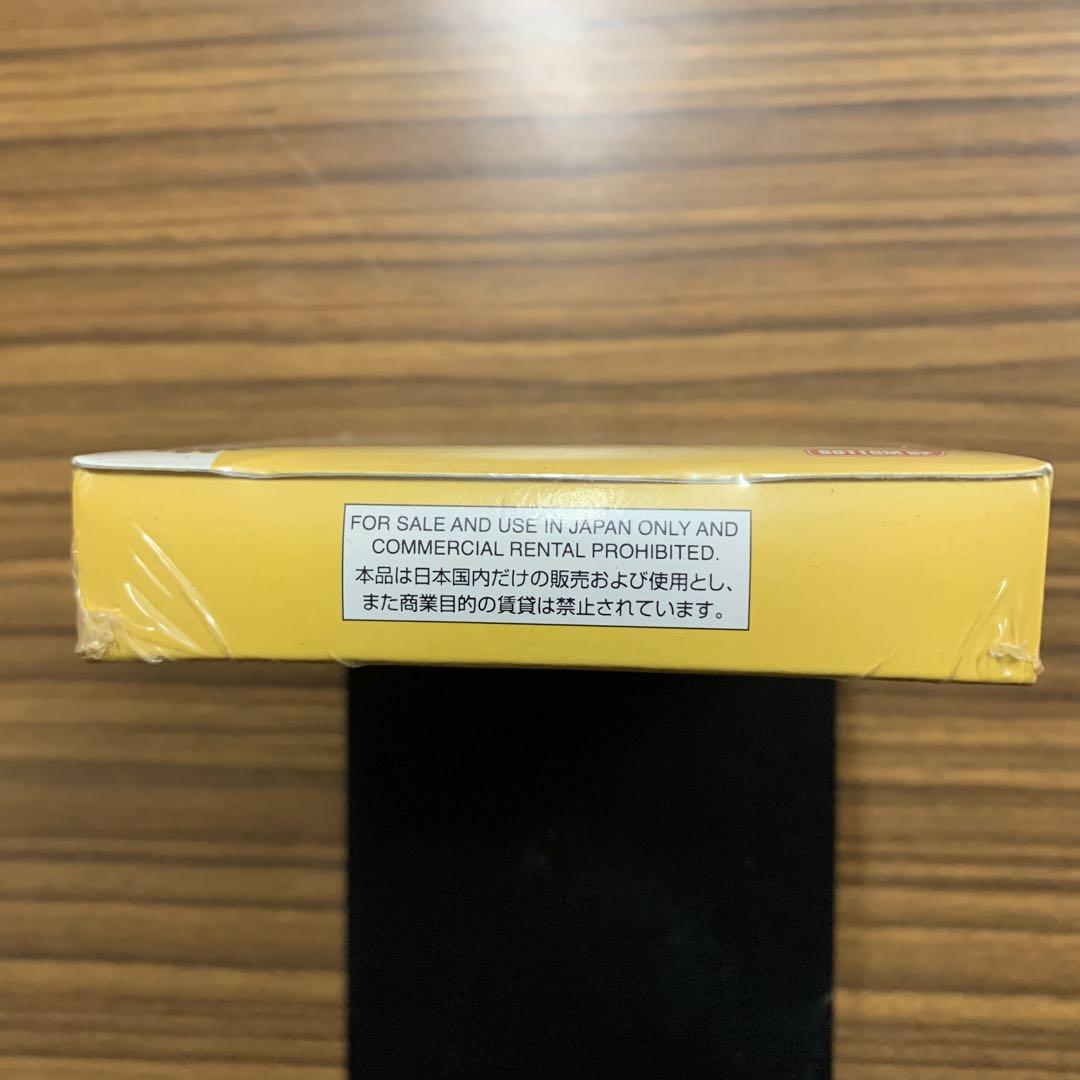 BOTTOM UP
FOR SALE AND USE IN JAPAN ONLY AND
COMMERCIAL RENTAL PROHIBITED.
本品は日本国内だけの販売および使用とし、
また商業目的の賃貸は禁止されています。